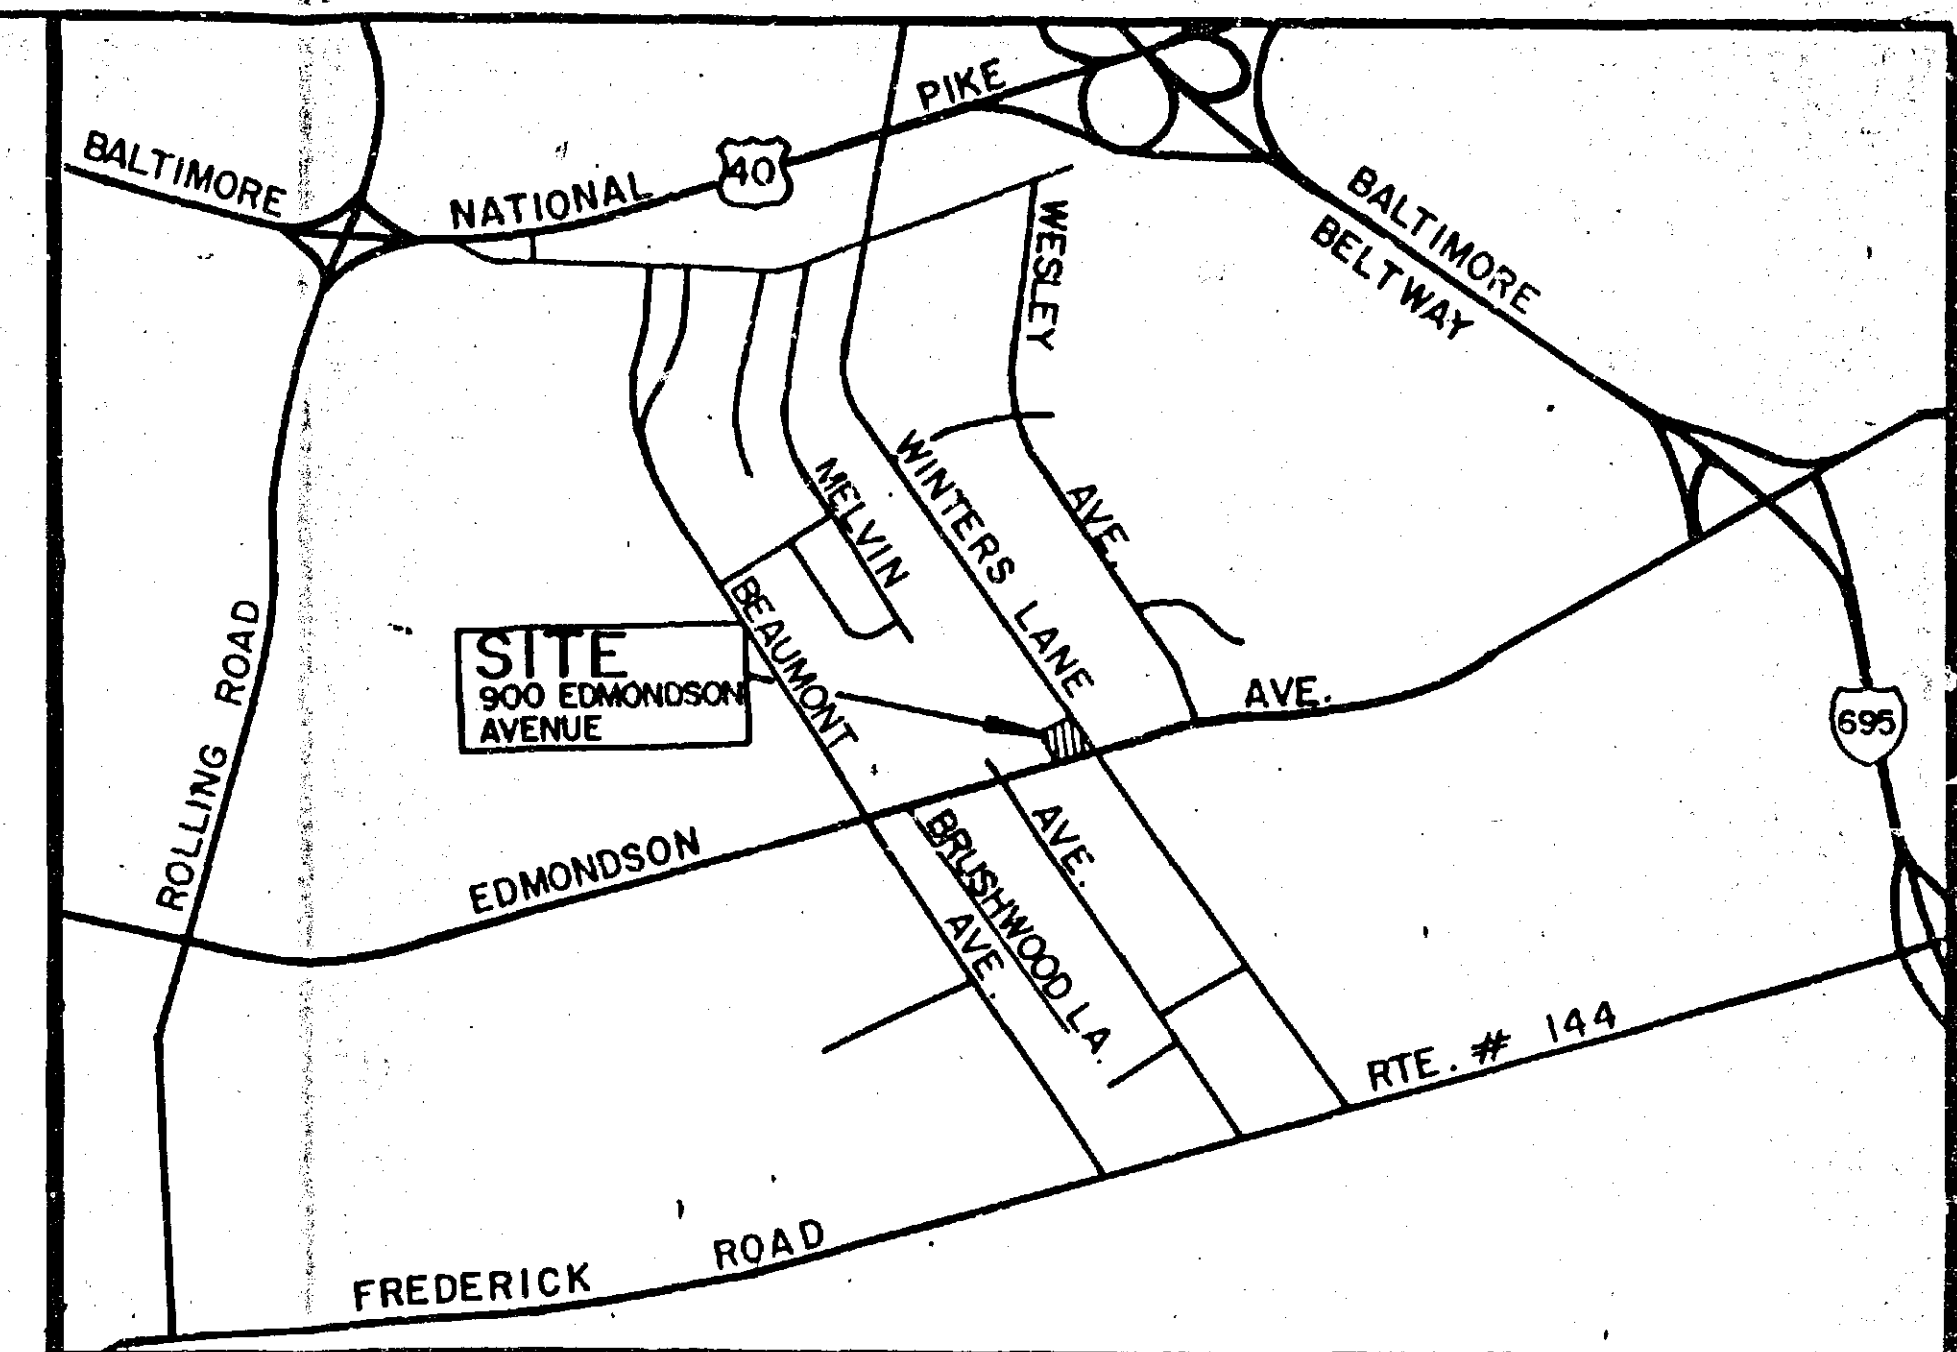 BALTIMORE
NATIONAL
40
PIKE
BALTIMORE
BELTWAY
WESLEY
AVE.
WINTERS LANE
MELVIN
BEAUMONT
ROLLING ROAD
SITE
900 EDMONDSON
AVENUE
AVE.
695
EDMONDSON
AVE.
BRUSHWOOD LA.
AVE.
RTE. # 144
FREDERICK ROAD